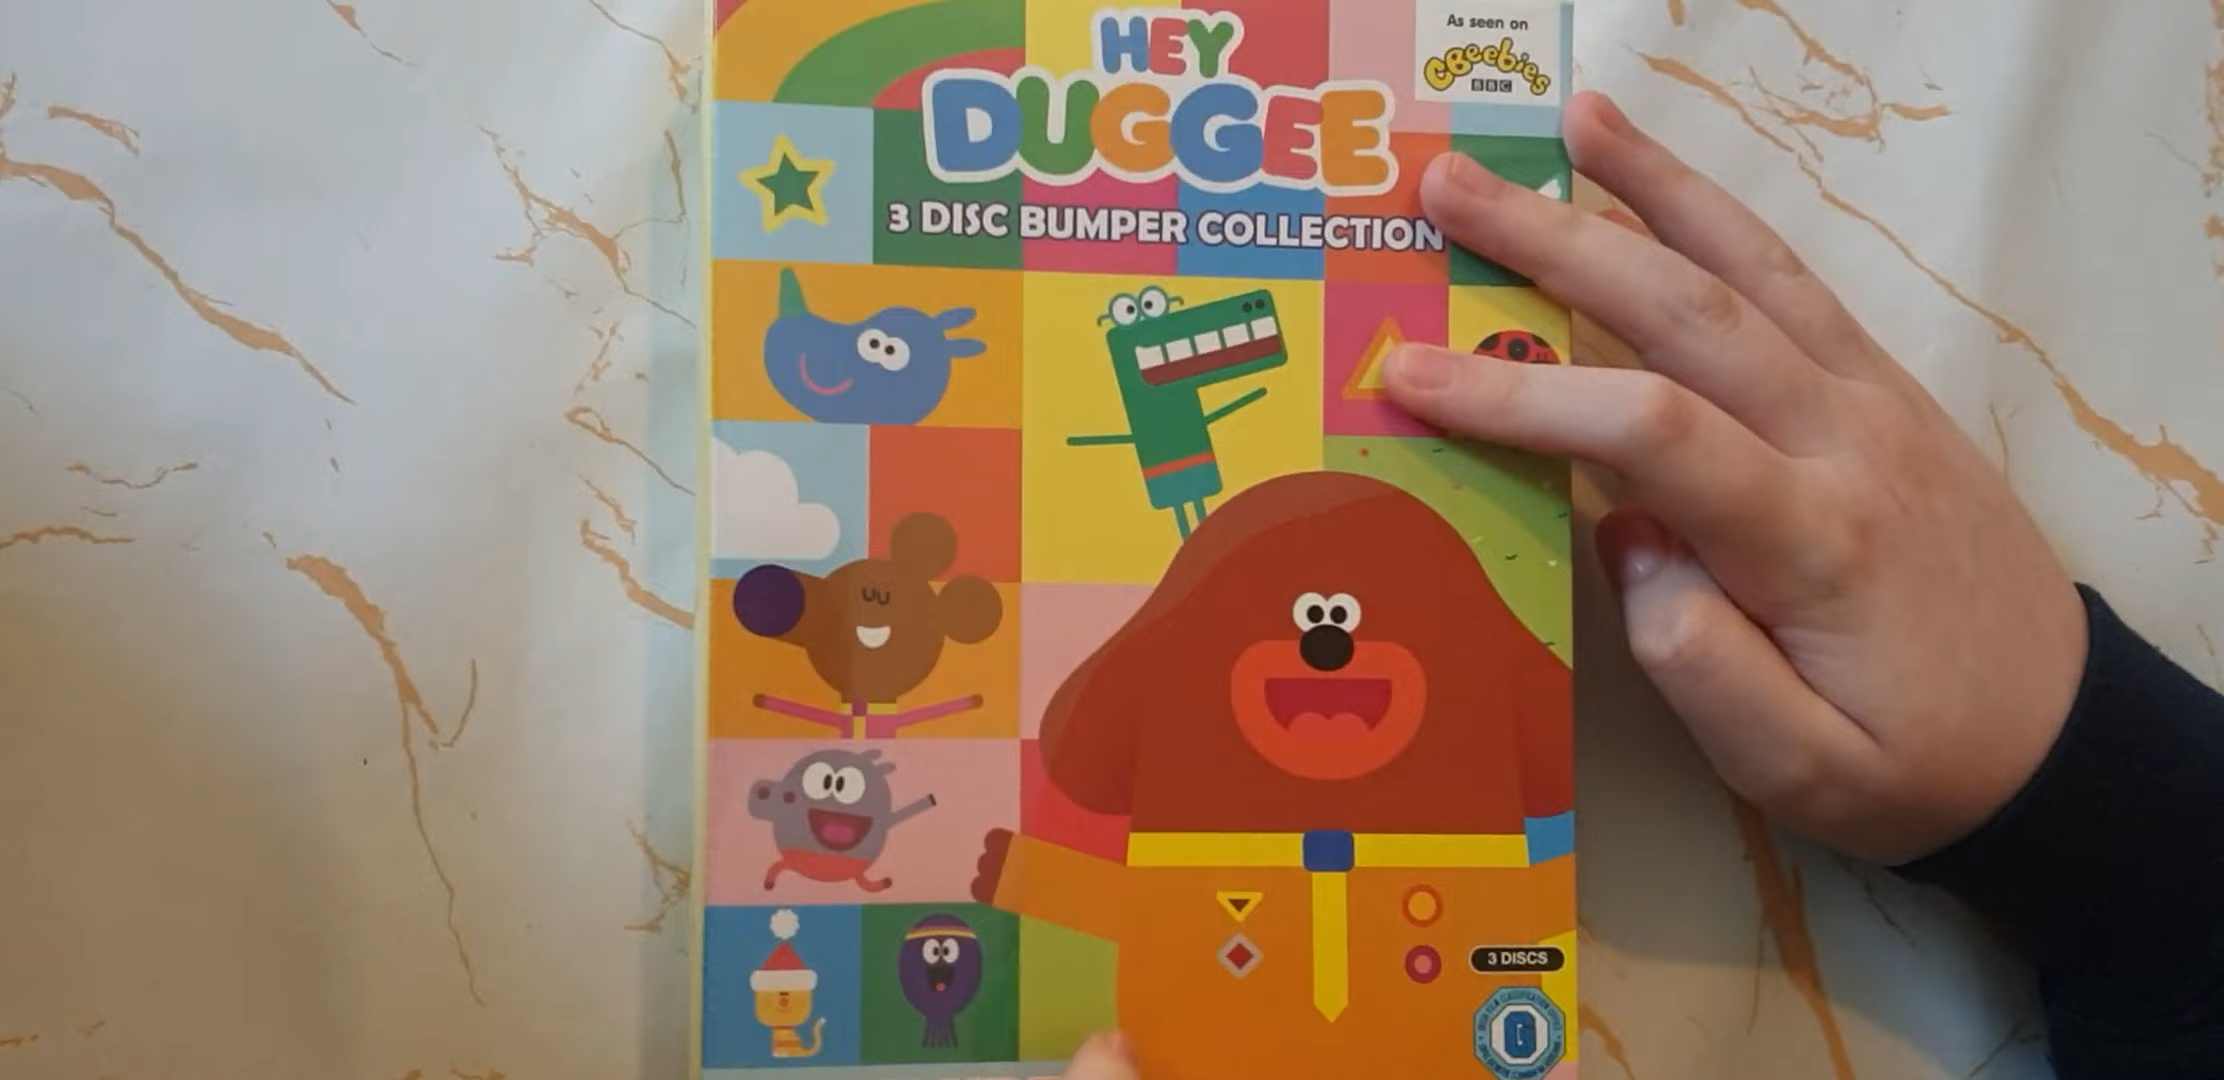 HEY
DUGGEE
3 DISC BUMPER COLLECTION
As seen on
CBeebies
BBC
3 DISCS
G